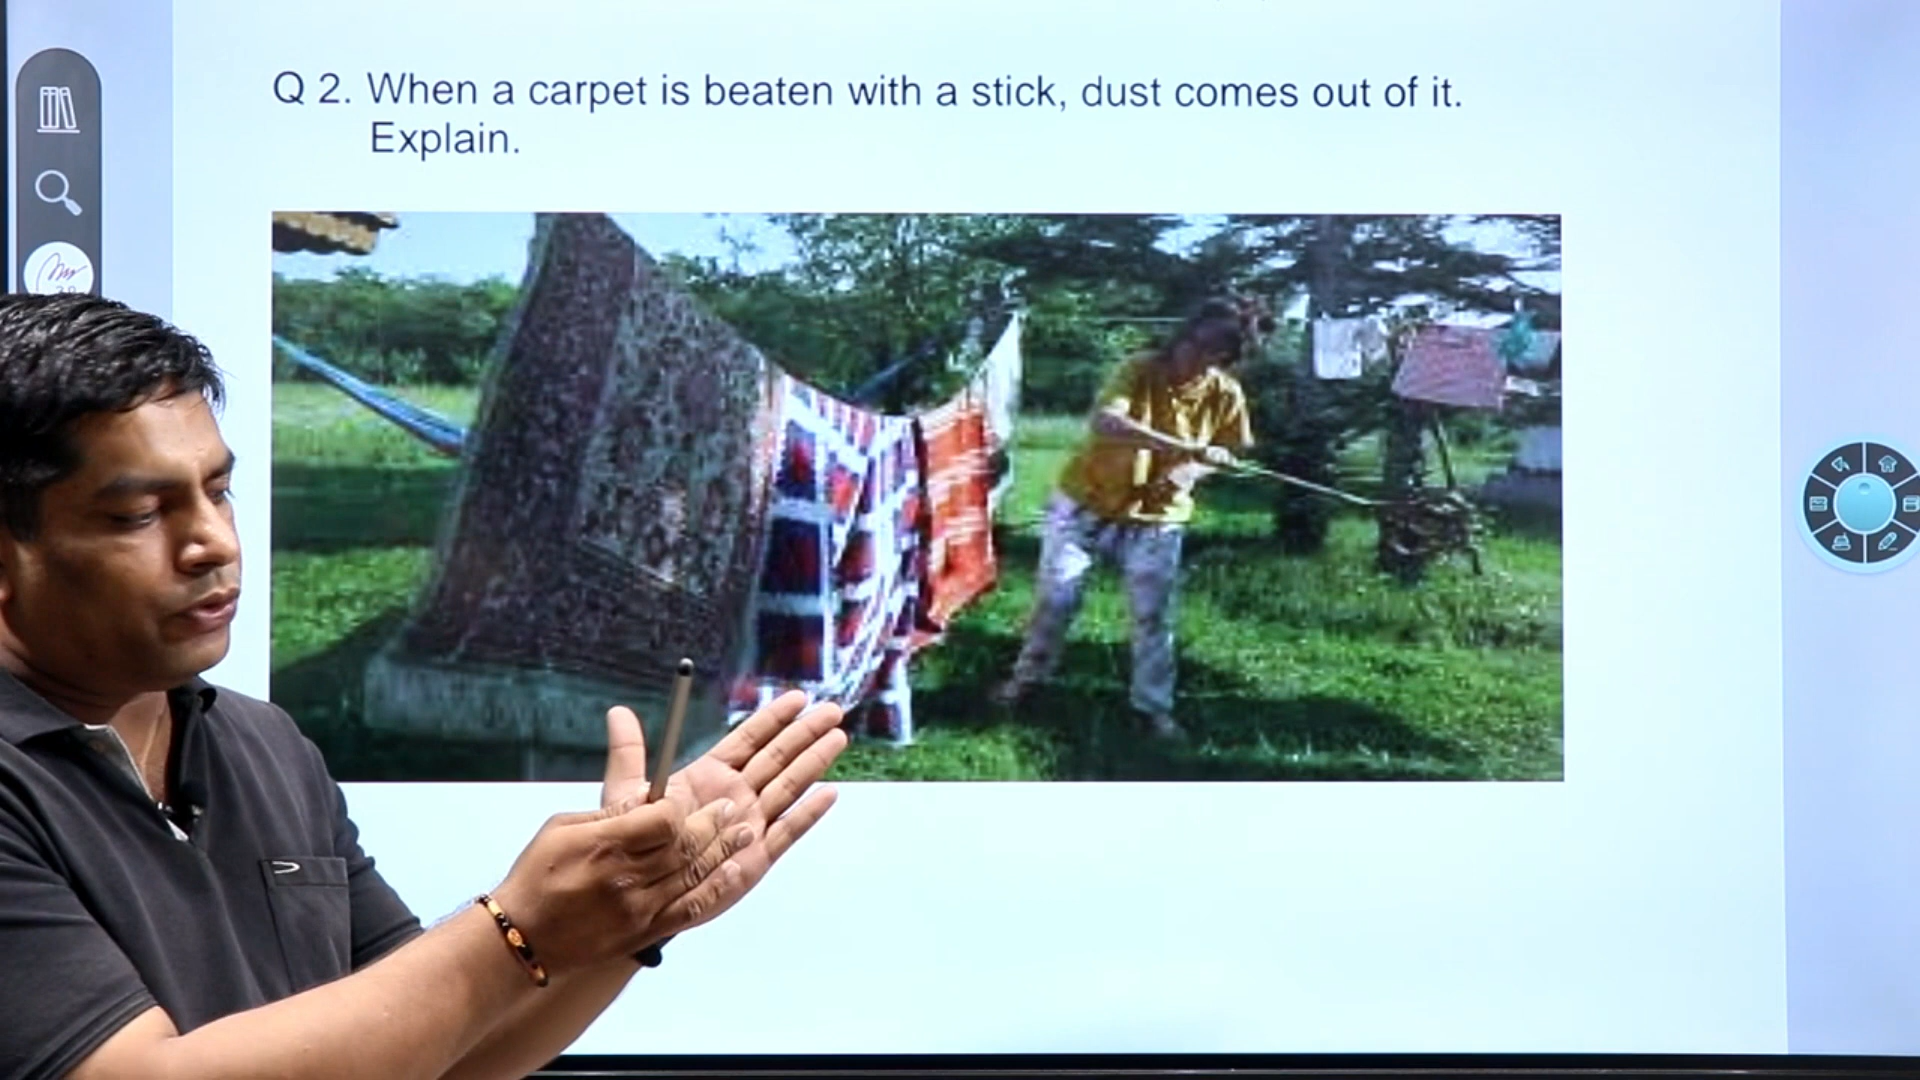 Q 2. When a carpet is beaten with a stick, dust comes out of it.
Explain.